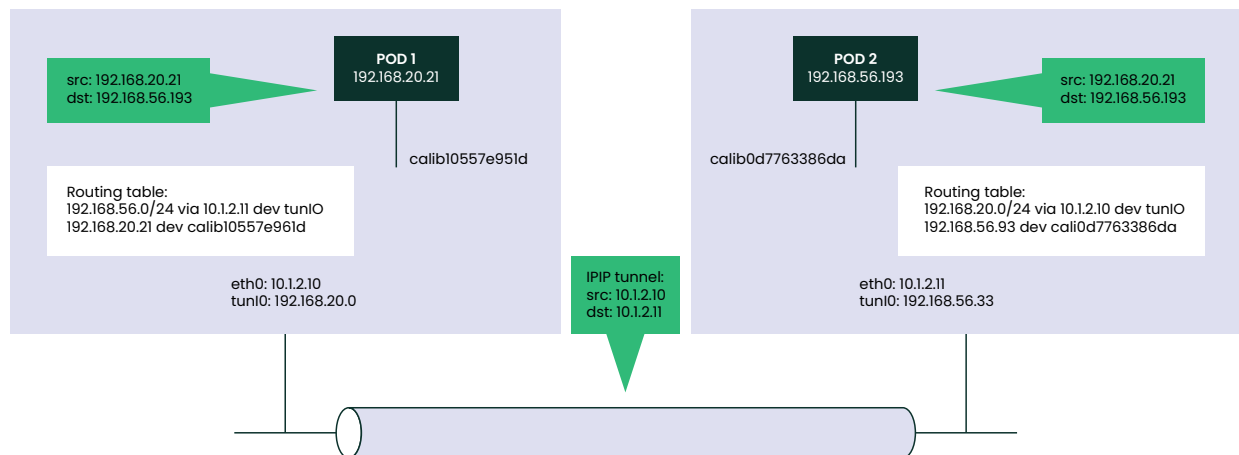 POD 1
192.168.20.21
src: 192.168.20.21
dst: 192.168.56.193
calib10557e951d
Routing table:
192.168.56.0/24 via 10.1.2.11 dev tunIO
192.168.20.21 dev calib10557e961d
eth0: 10.1.2.10
tunl0: 192.168.20.0
IPIP tunnel:
src: 10.1.2.10
dst: 10.1.2.11
POD 2
192.168.56.193
src: 192.168.20.21
dst: 192.168.56.193
calib0d7763386da
Routing table:
192.168.20.0/24 via 10.1.2.10 dev tunIO
192.168.56.93 dev cali0d7763386da
eth0: 10.1.2.11
tunl0: 192.168.56.33